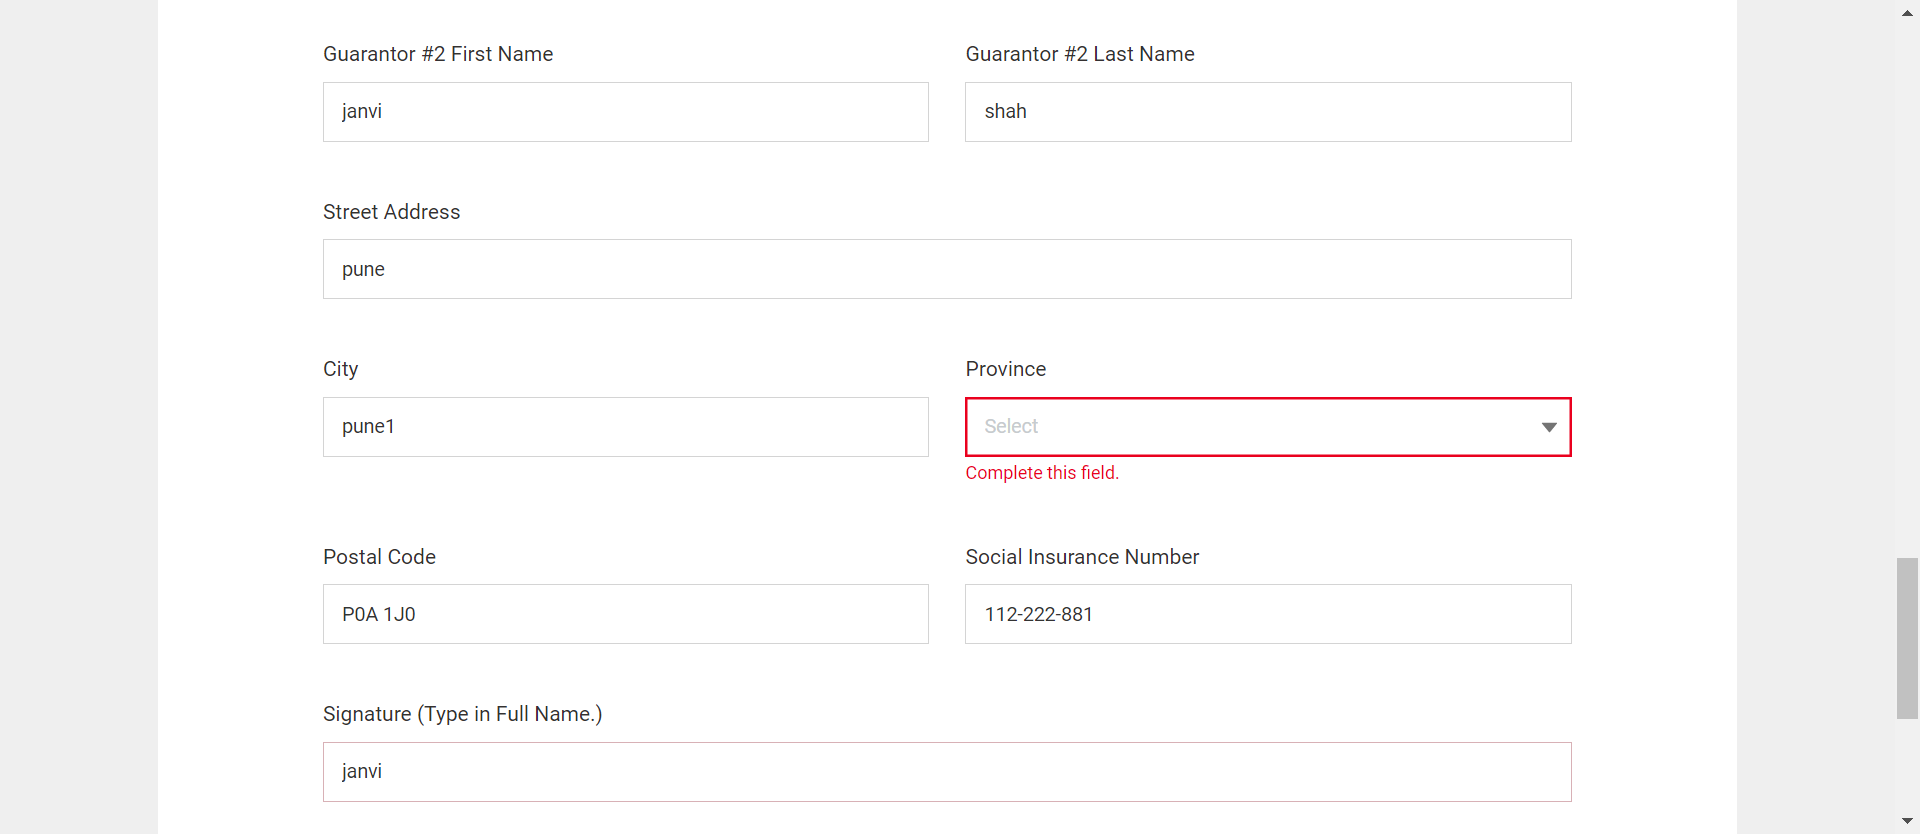 Guarantor #2 First Name
Guarantor #2 Last Name
janvi
shah
Street Address
pune
City
Province
pune1
Select
Complete this field.
Postal Code
Social Insurance Number
P0A 1J0
112-222-881
Signature (Type in Full Name.)
janvi